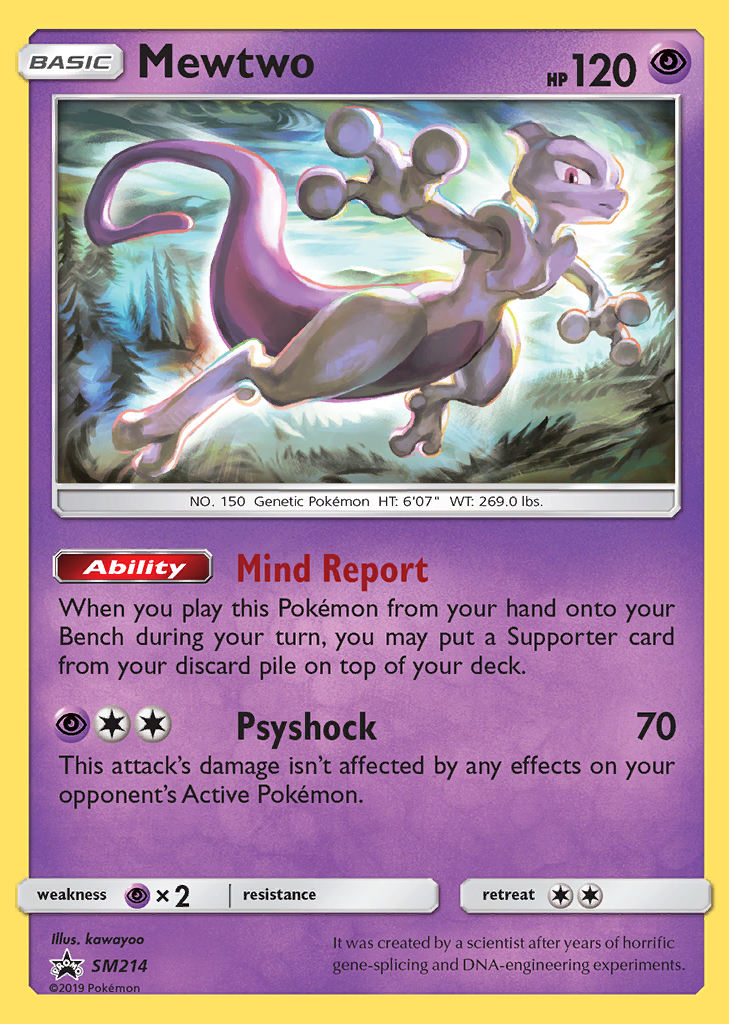 BASIC Mewtwo HP 120
NO. 150 Genetic Pokémon HT: 6'07" WT: 269.0 lbs.
Ability Mind Report
When you play this Pokémon from your hand onto your
Bench during your turn, you may put a Supporter card
from your discard pile on top of your deck.
Psyshock 70
This attack's damage isn't affected by any effects on your
opponent's Active Pokémon.
weakness ×2 resistance retreat
Illus. kawayoo
PROMO SM214
©2019 Pokémon
It was created by a scientist after years of horrific
gene-splicing and DNA-engineering experiments.